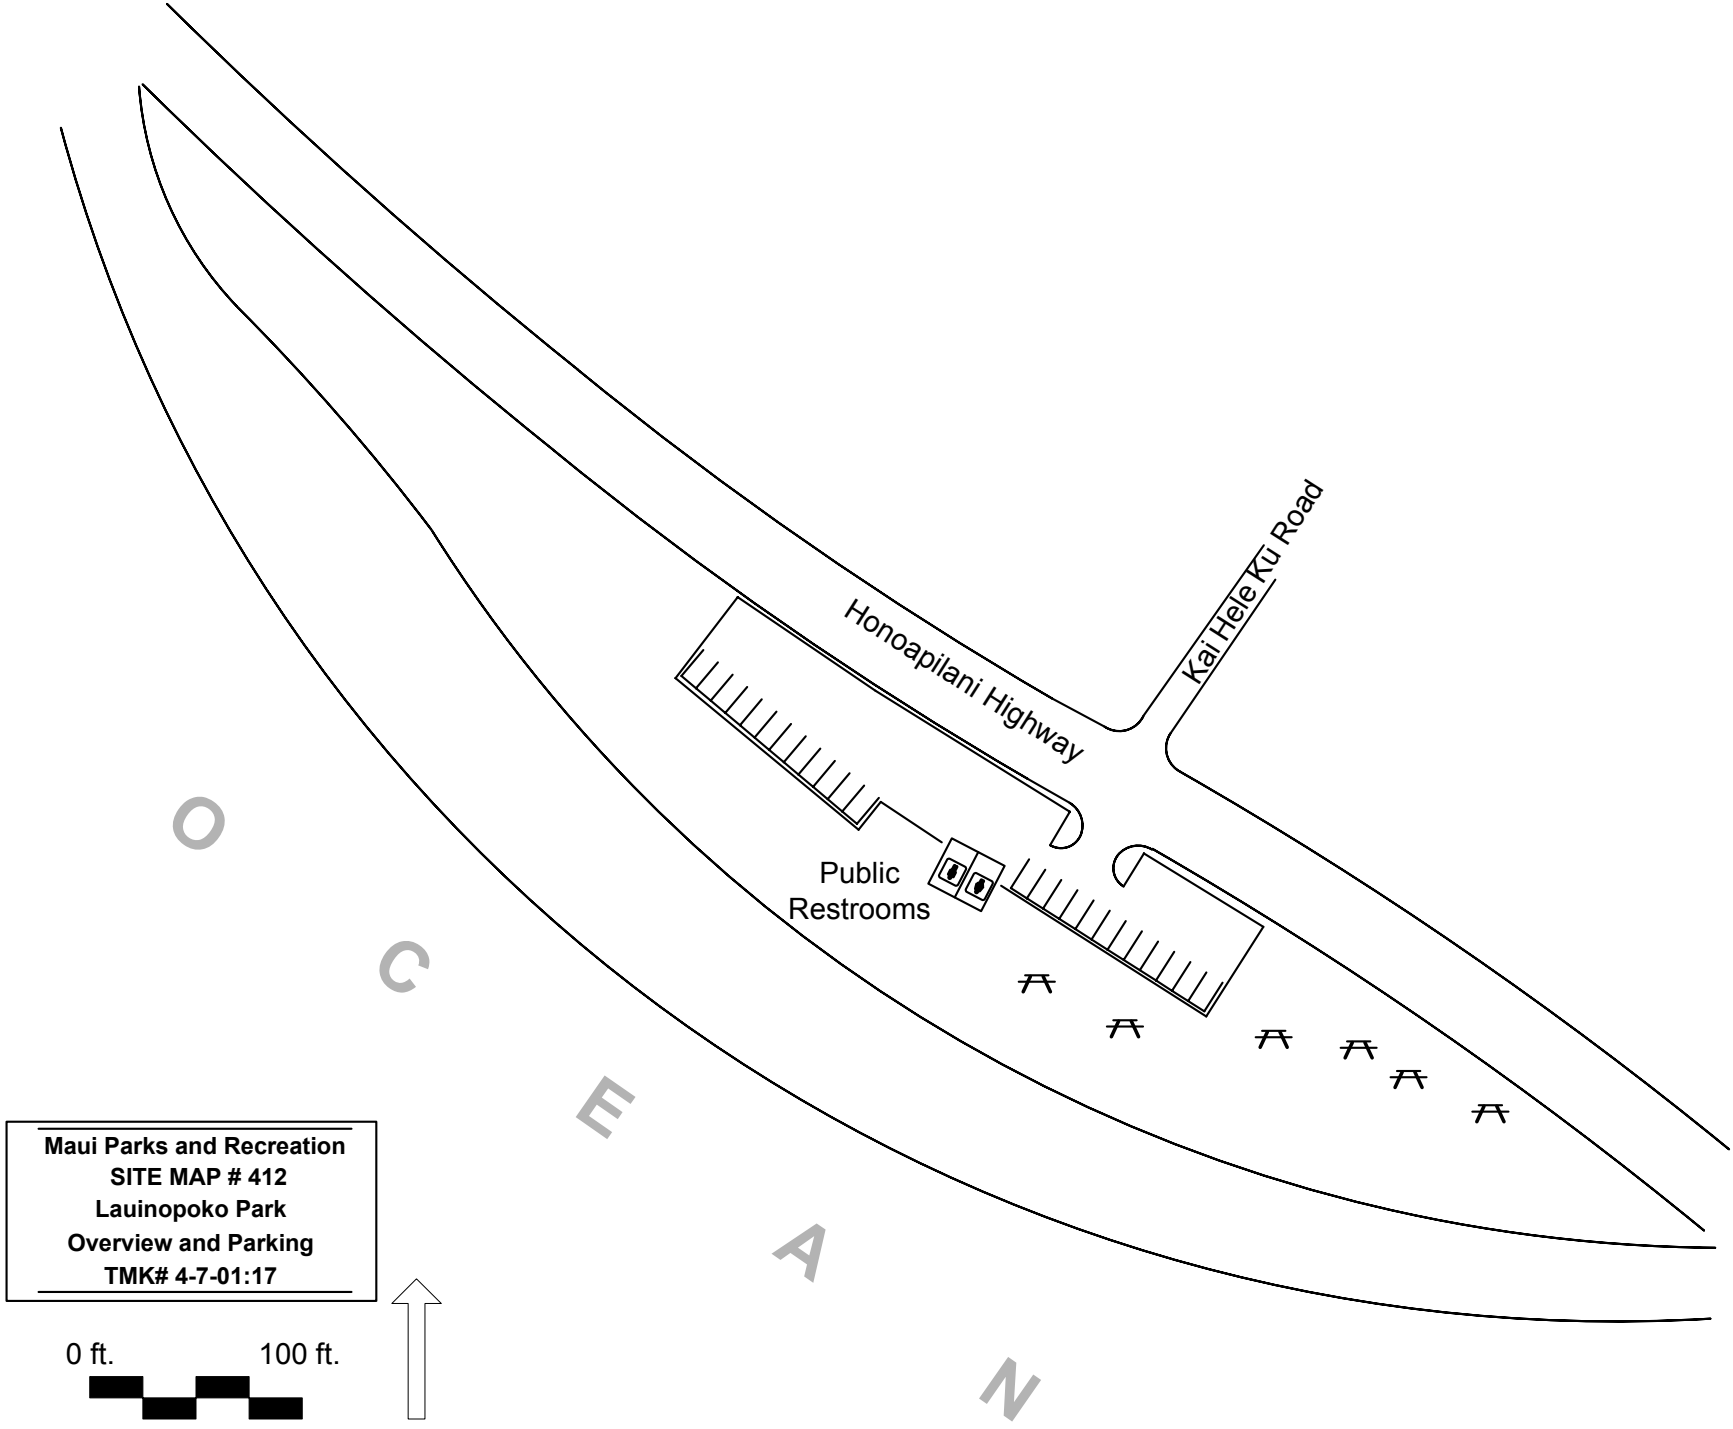 Kai Hele Kū Road
Honoapilani Highway
Public
Restrooms
O
C
E
A
N
Maui Parks and Recreation
SITE MAP # 412
Lauinopoko Park
Overview and Parking
TMK# 4-7-01:17
0 ft.
100 ft.